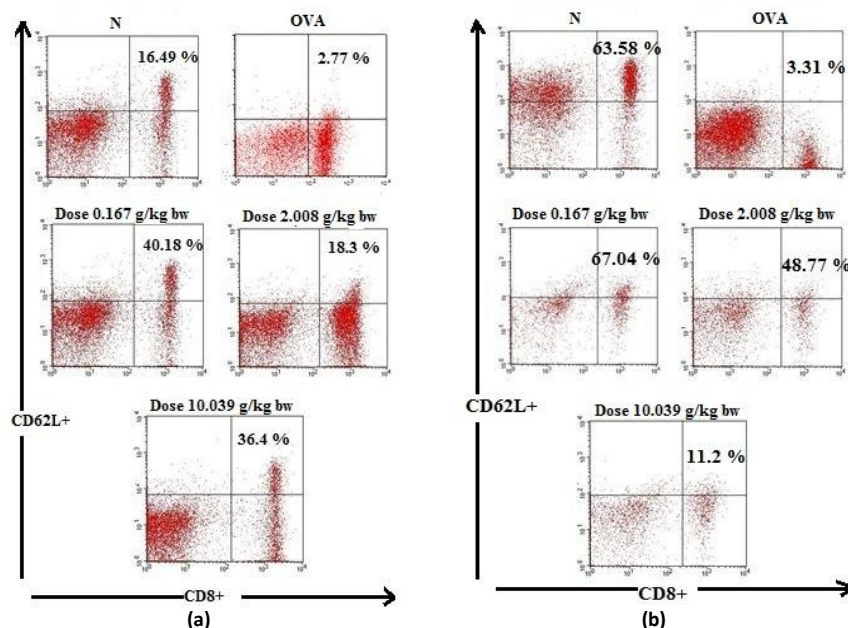 N
OVA
16.49 %
2.77 %
Dose 0.167 g/kg bw
Dose 2.008 g/kg bw
40.18 %
18.3 %
Dose 10.039 g/kg bw
36.4 %
CD62L+
CD8+
(a)
N
OVA
63.58 %
3.31 %
Dose 0.167 g/kg bw
Dose 2.008 g/kg bw
67.04 %
48.77 %
Dose 10.039 g/kg bw
11.2 %
CD62L+
CD8+
(b)